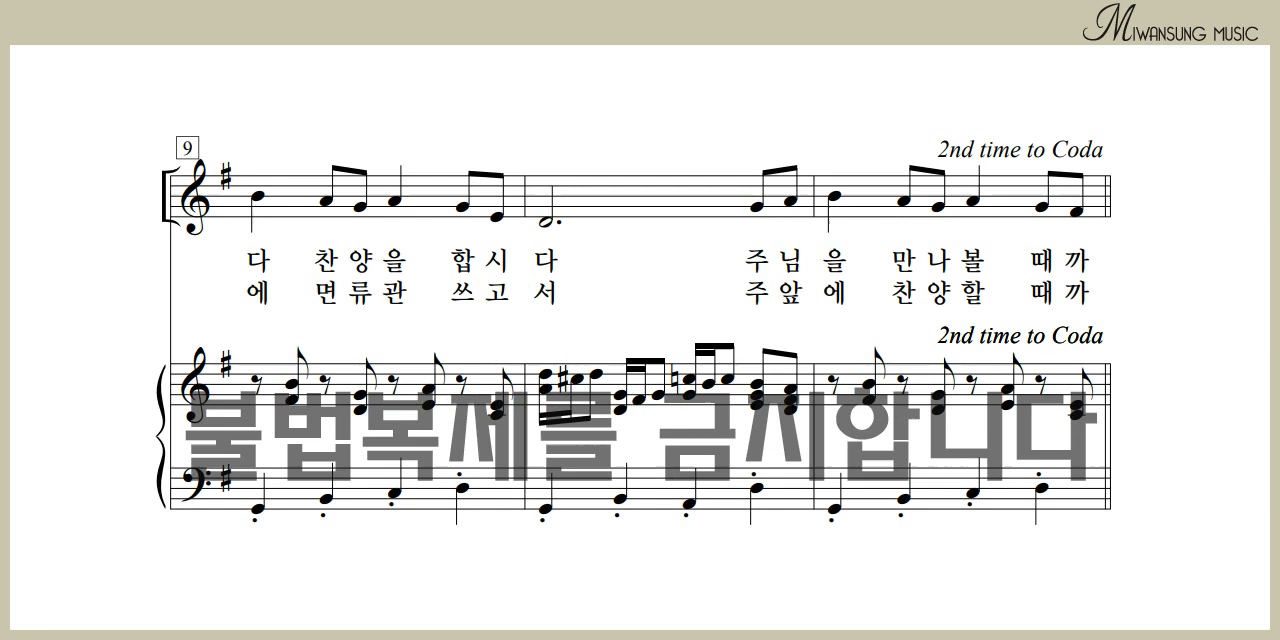 MIWANSUNG MUSIC
9
2nd time to Coda
다 찬 양 을 합 시 다 주 님 을 만 나 볼 때 까
에 면 류 관 쓰 고 서 주 앞 에 찬 양 할 때 까
2nd time to Coda
불법복제를 금지합니다